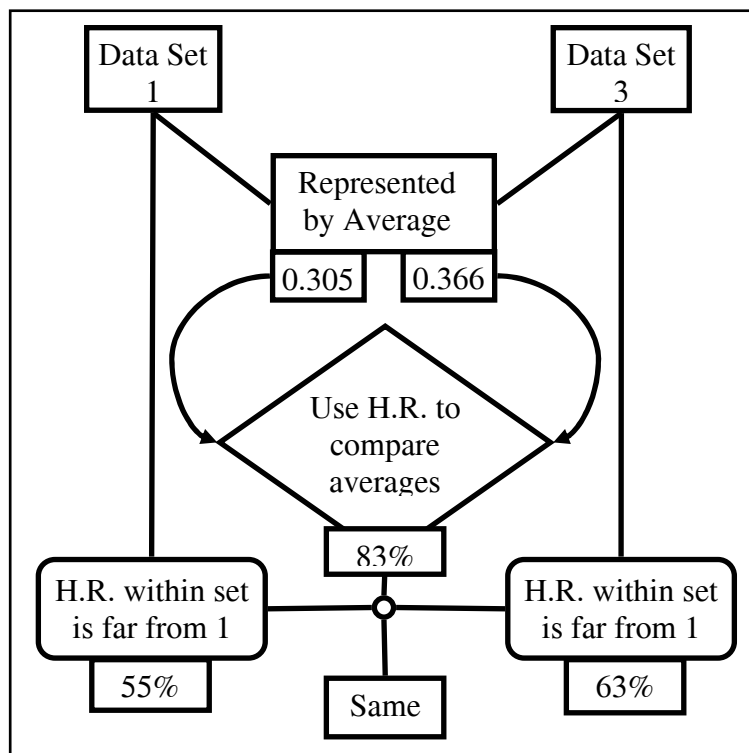 Data Set
1
Data Set
3
Represented
by Average
0.305
0.366
Use H.R. to
compare
averages
83%
H.R. within set
is far from 1
H.R. within set
is far from 1
55%
63%
Same